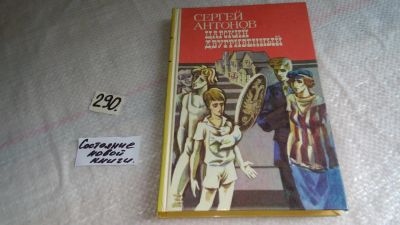 СЕРГЕЙ
АНТОНОВ
ЦАРСКИЙ
ДВУГРИВЕННЫЙ
290.
Состояние
новой
книги.